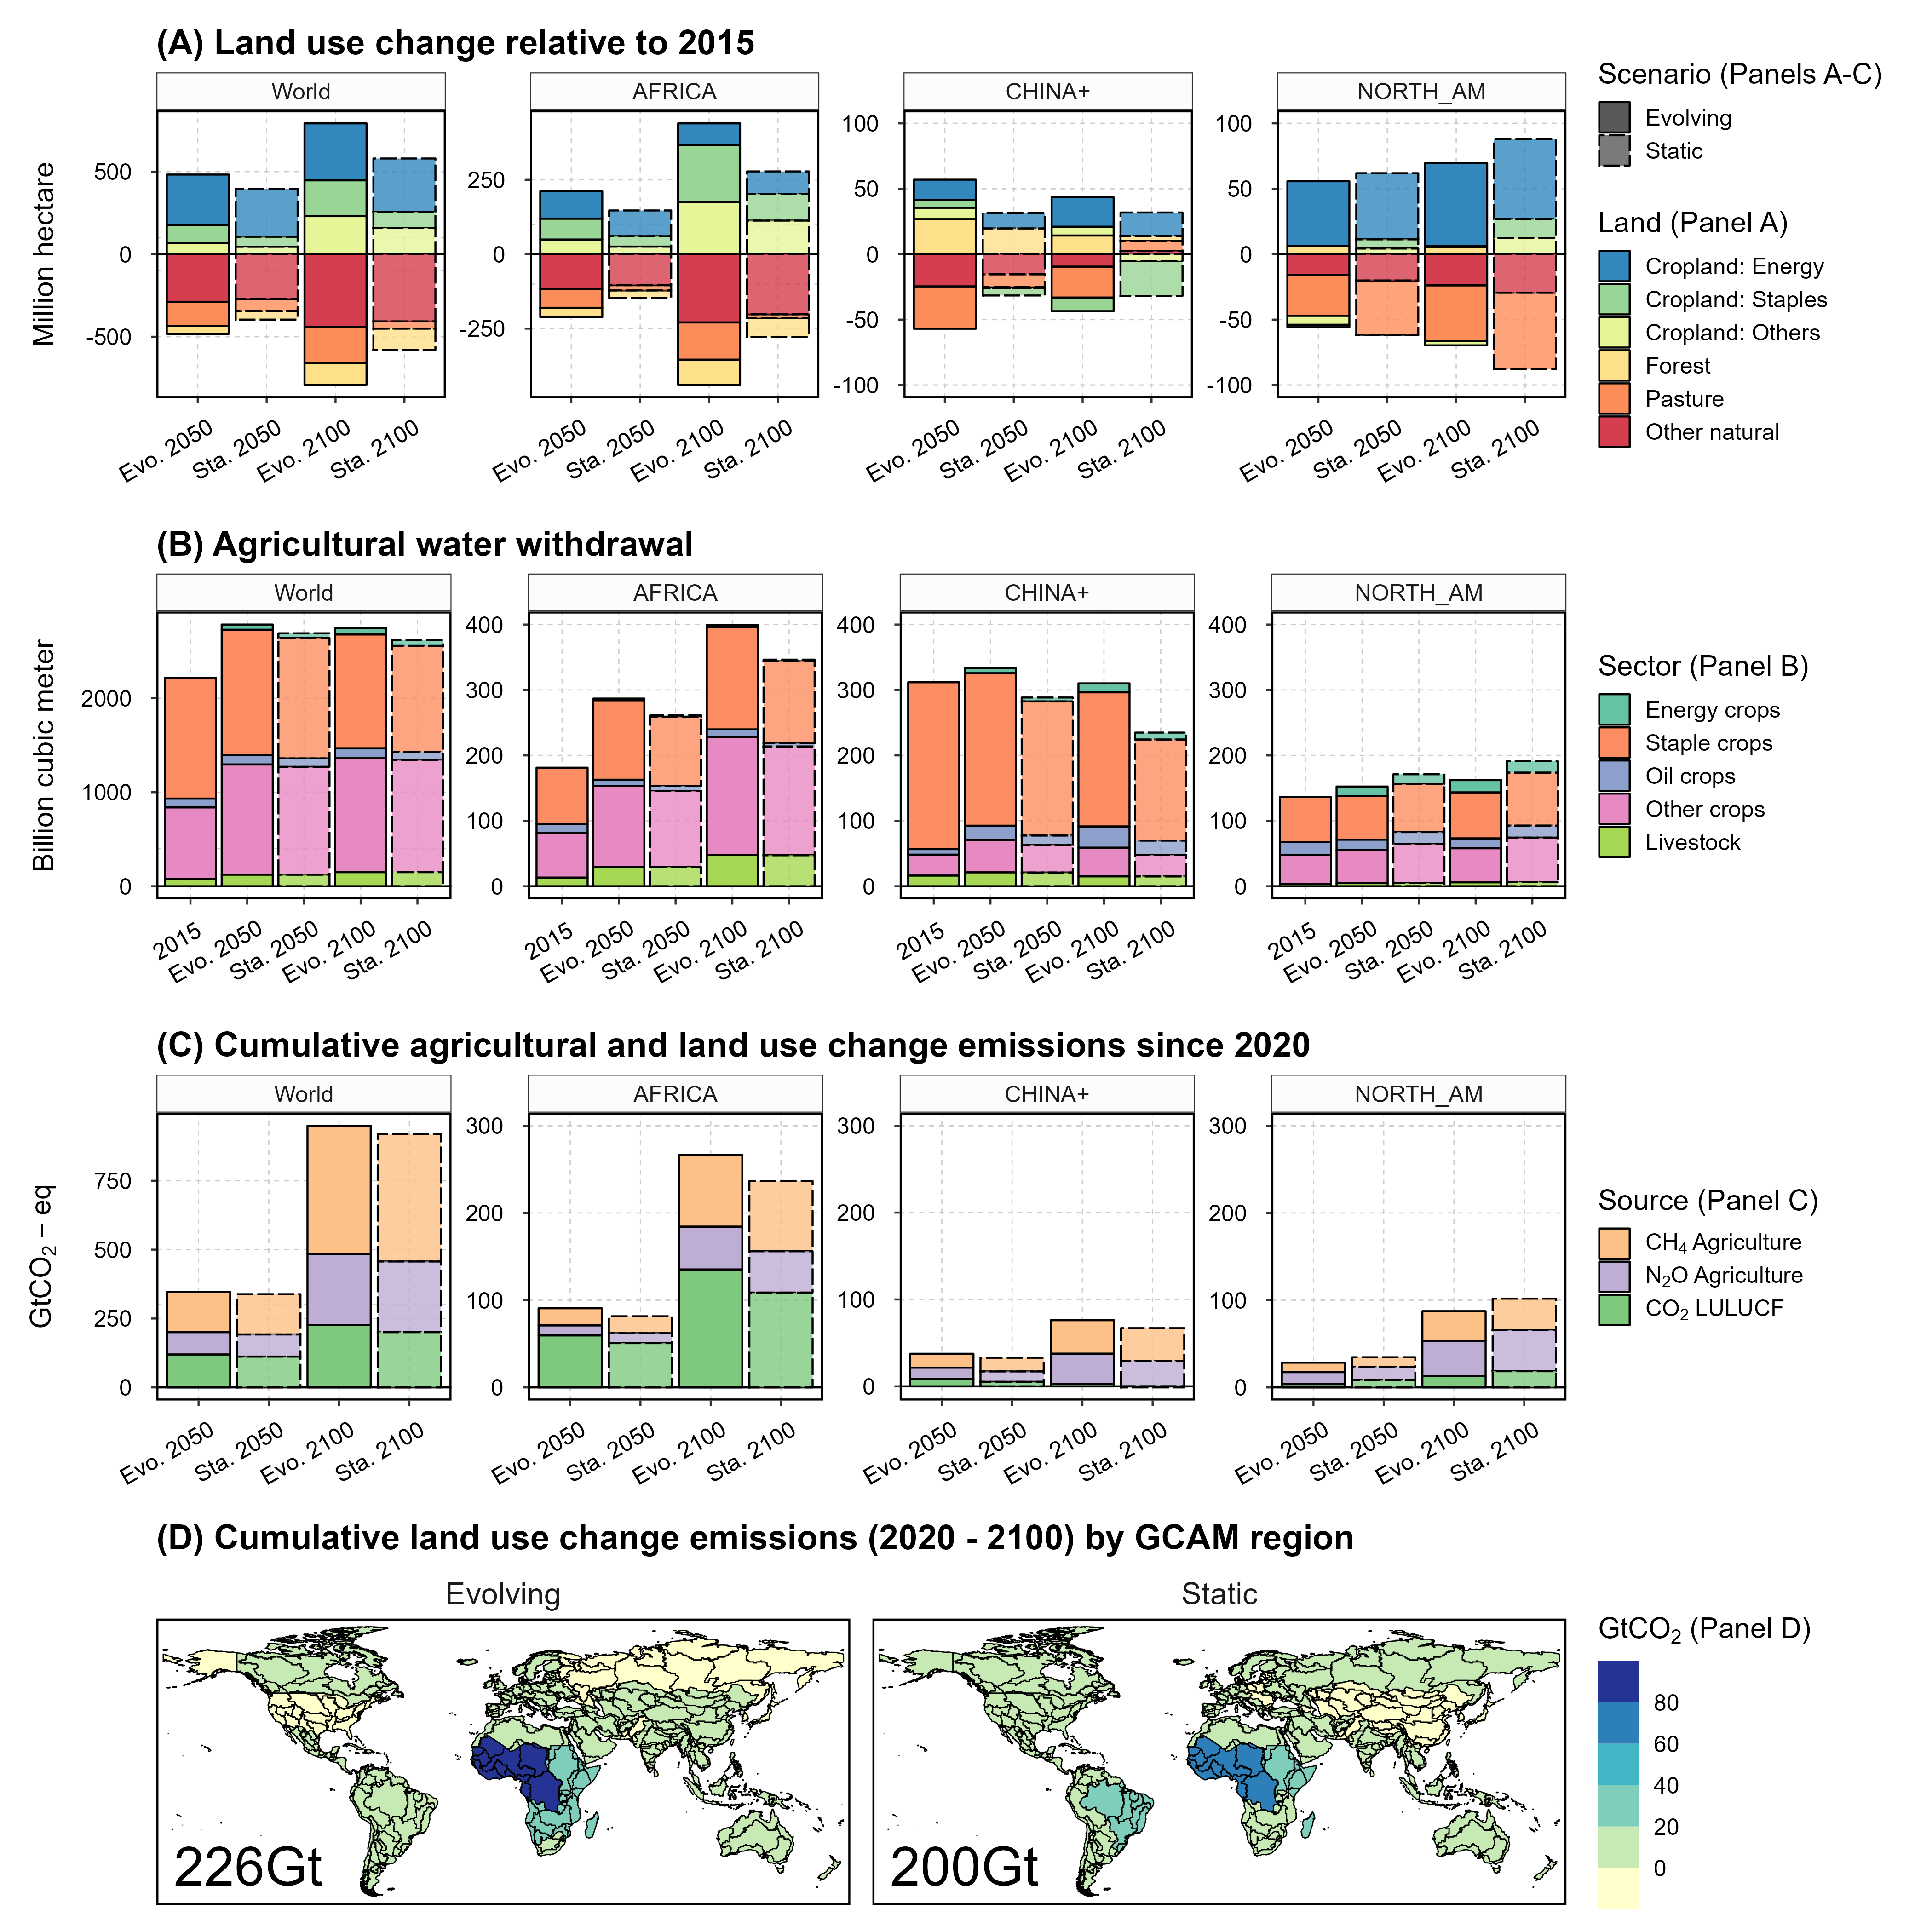 (A) Land use change relative to 2015
World
AFRICA
CHINA+
NORTH_AM
Million hectare
500
0
-500
250
0
-250
100
50
0
-50
-100
100
50
0
-50
-100
Evo. 2050
Sta. 2050
Evo. 2100
Sta. 2100
Evo. 2050
Sta. 2050
Evo. 2100
Sta. 2100
Evo. 2050
Sta. 2050
Evo. 2100
Sta. 2100
Evo. 2050
Sta. 2050
Evo. 2100
Sta. 2100
Scenario (Panels A-C)
Evolving
Static
Land (Panel A)
Cropland: Energy
Cropland: Staples
Cropland: Others
Forest
Pasture
Other natural
(B) Agricultural water withdrawal
World
AFRICA
CHINA+
NORTH_AM
Billion cubic meter
2000
1000
0
400
300
200
100
0
400
300
200
100
0
400
300
200
100
0
2015
Evo. 2050
Sta. 2050
Evo. 2100
Sta. 2100
2015
Evo. 2050
Sta. 2050
Evo. 2100
Sta. 2100
2015
Evo. 2050
Sta. 2050
Evo. 2100
Sta. 2100
2015
Evo. 2050
Sta. 2050
Evo. 2100
Sta. 2100
Sector (Panel B)
Energy crops
Staple crops
Oil crops
Other crops
Livestock
(C) Cumulative agricultural and land use change emissions since 2020
World
AFRICA
CHINA+
NORTH_AM
GtCO₂ − eq
750
500
250
0
300
200
100
0
300
200
100
0
300
200
100
0
Evo. 2050
Sta. 2050
Evo. 2100
Sta. 2100
Evo. 2050
Sta. 2050
Evo. 2100
Sta. 2100
Evo. 2050
Sta. 2050
Evo. 2100
Sta. 2100
Evo. 2050
Sta. 2050
Evo. 2100
Sta. 2100
Source (Panel C)
CH₄ Agriculture
N₂O Agriculture
CO₂ LULUCF
(D) Cumulative land use change emissions (2020 - 2100) by GCAM region
Evolving
Static
226Gt
200Gt
GtCO₂ (Panel D)
80
60
40
20
0